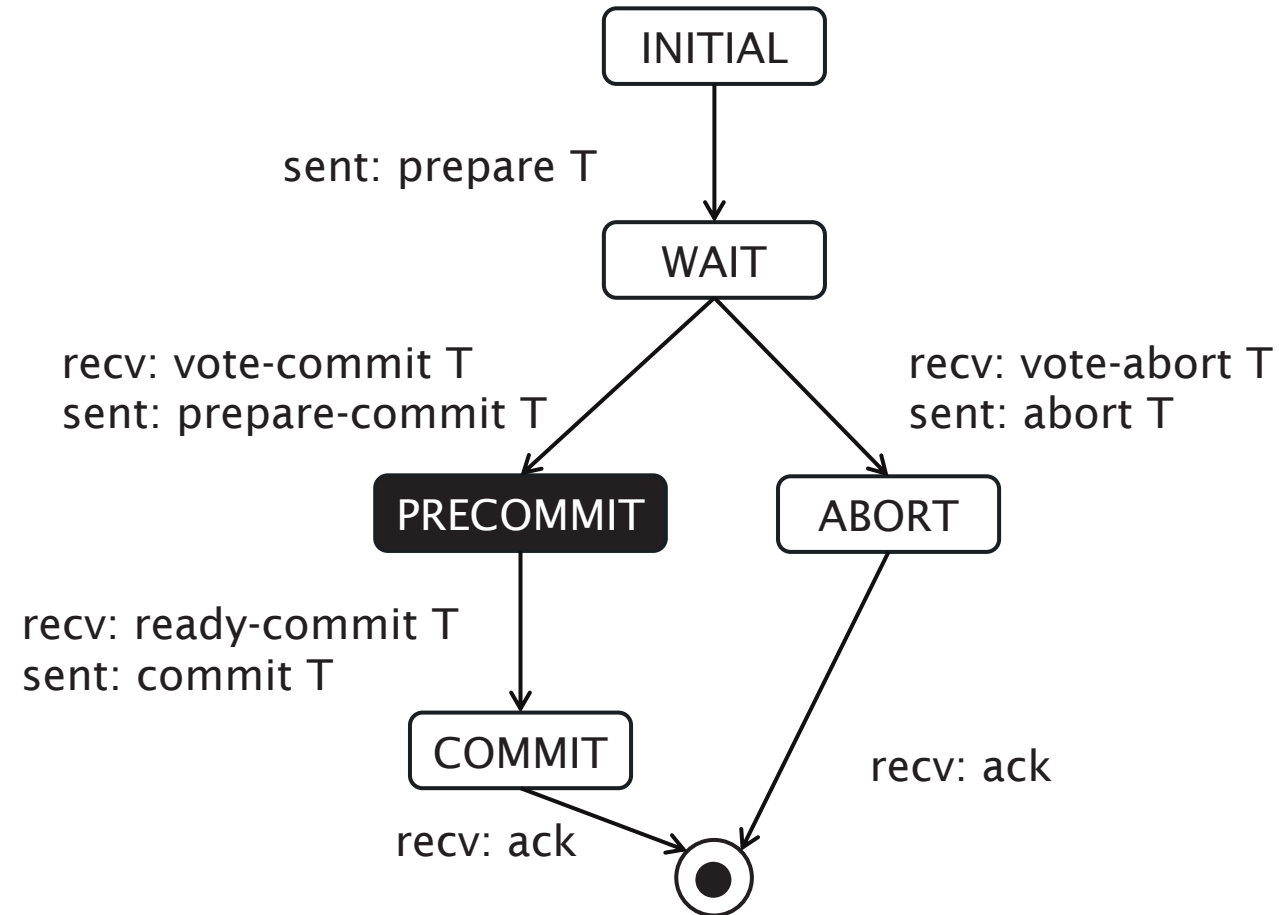 INITIAL
sent: prepare T
WAIT
recv: vote-commit T
sent: prepare-commit T
recv: vote-abort T
sent: abort T
PRECOMMIT
ABORT
recv: ready-commit T
sent: commit T
COMMIT
recv: ack
recv: ack